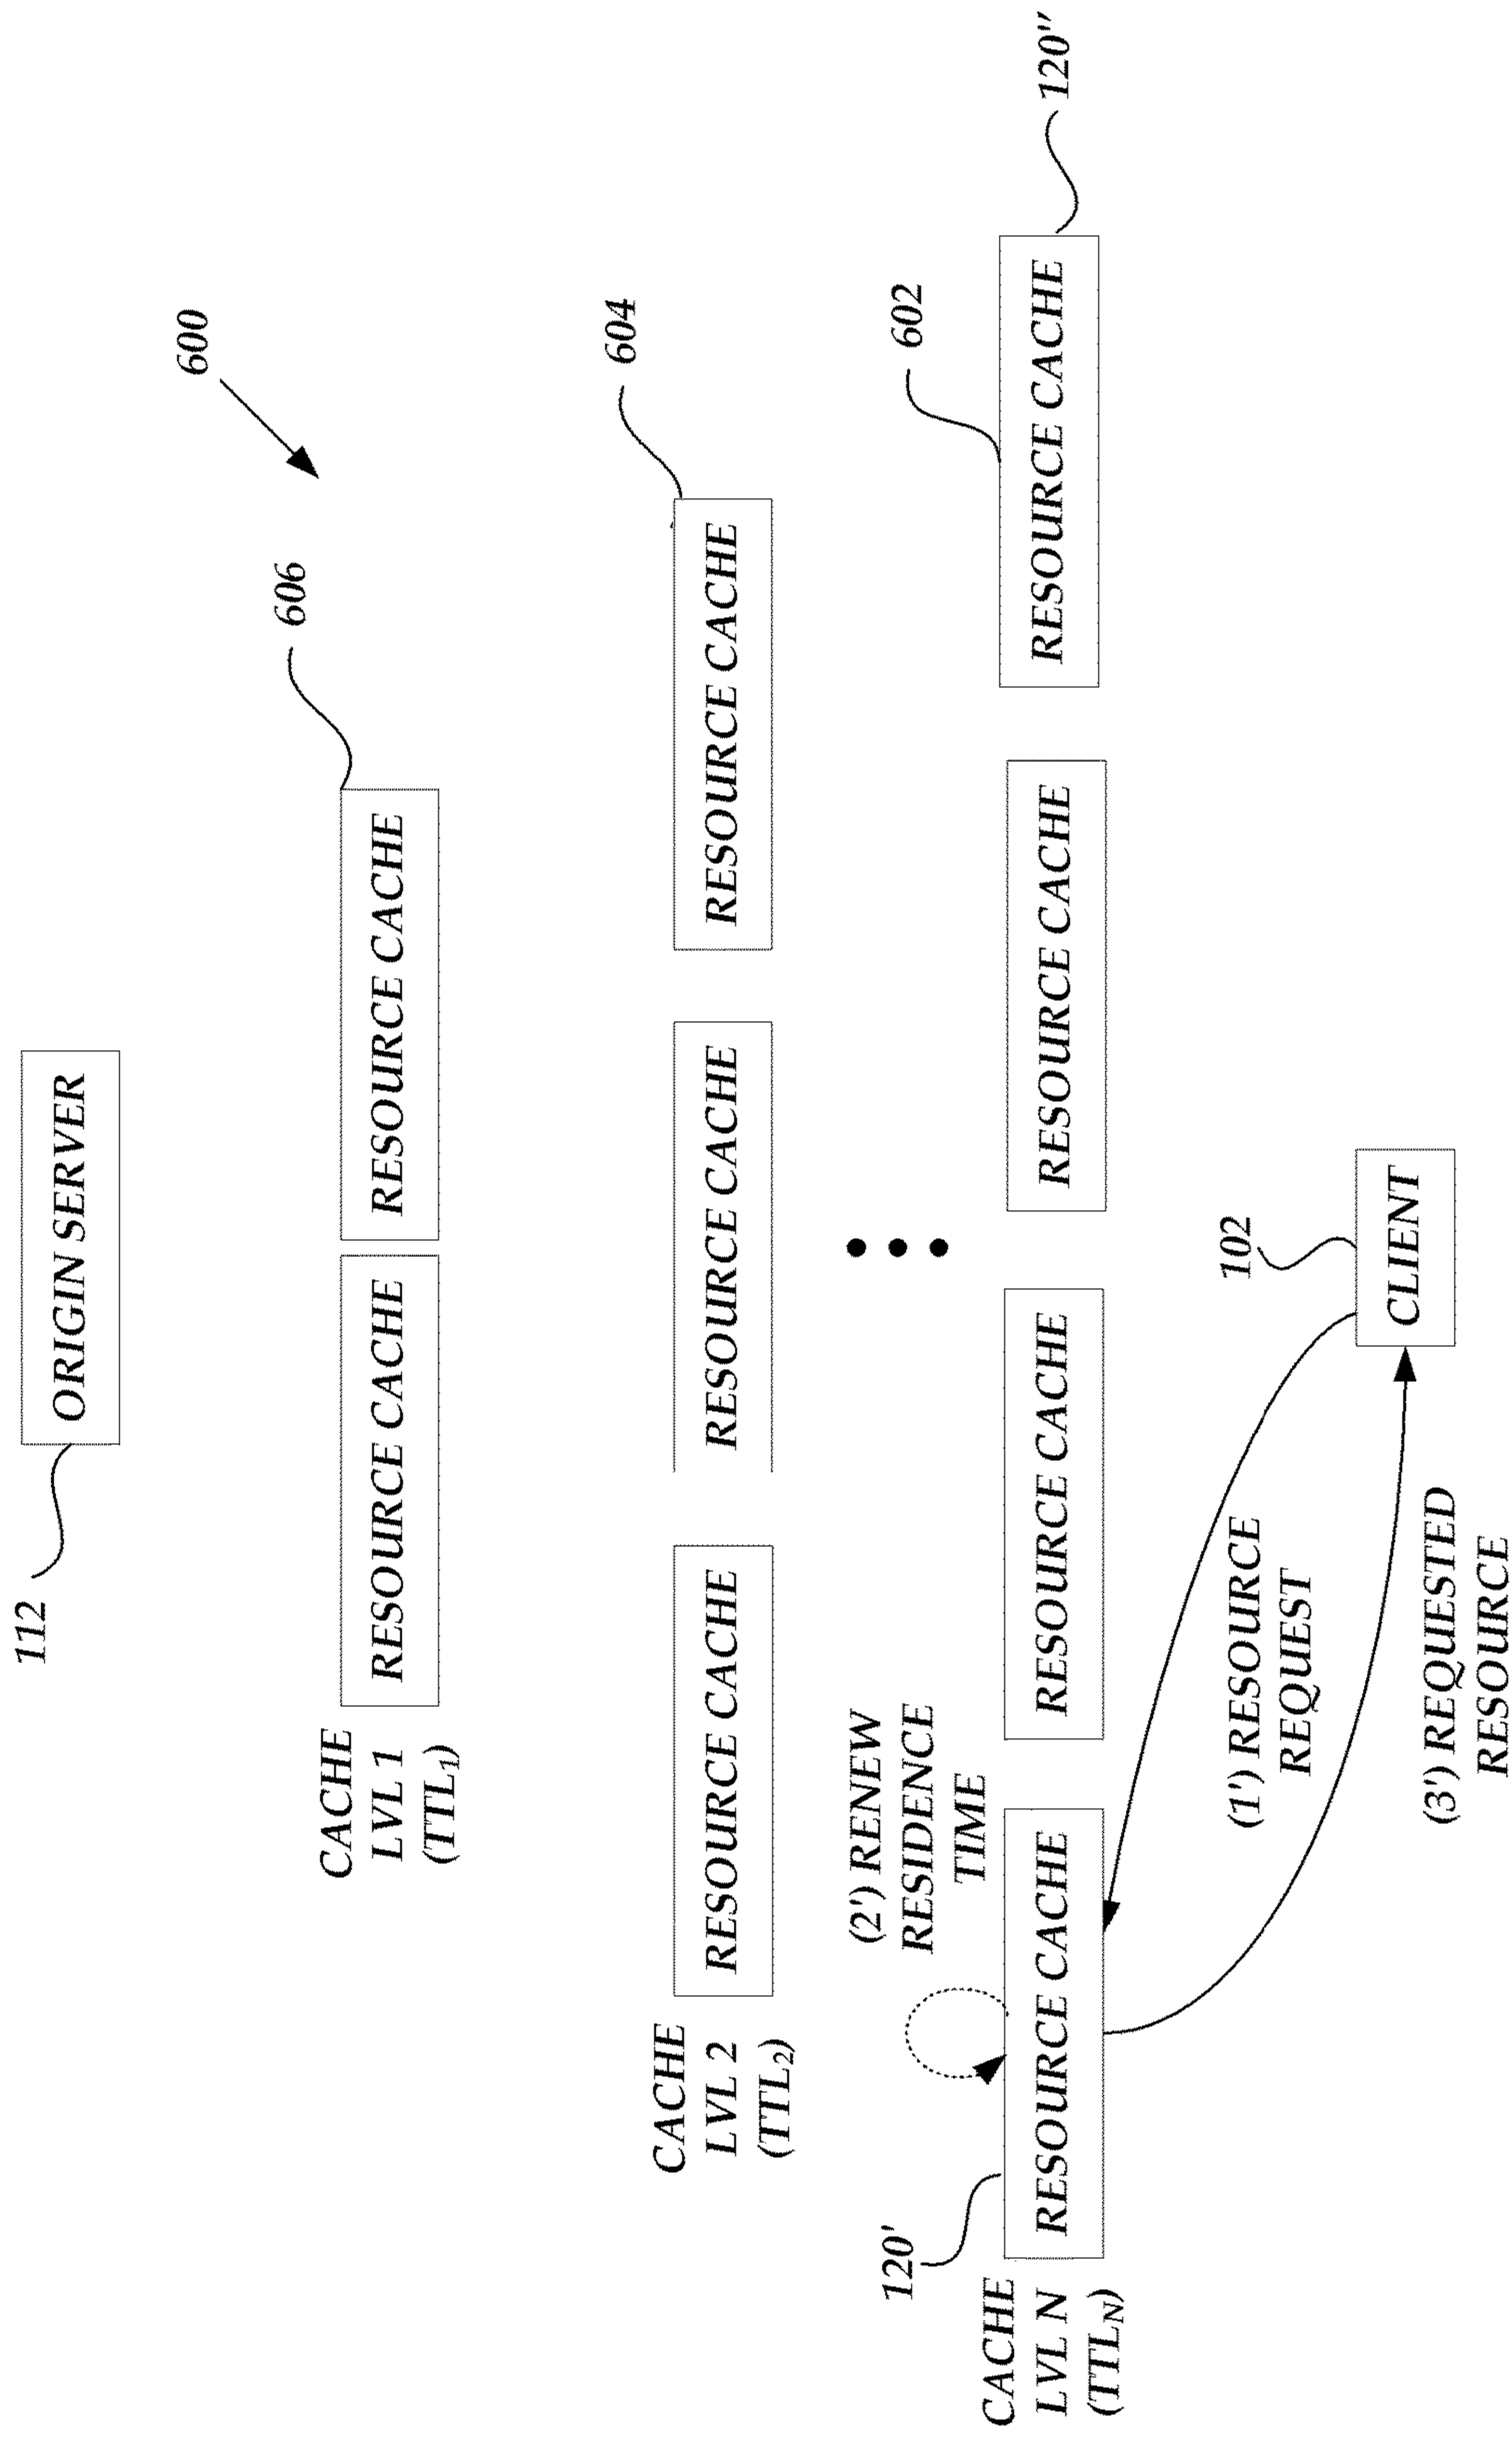 112
ORIGIN SERVER
600
606
CACHE
LVL 1
(TTL1)
RESOURCE CACHE
RESOURCE CACHE
604
CACHE
LVL 2
(TTL2)
RESOURCE CACHE
RESOURCE CACHE
RESOURCE CACHE
(2') RENEW
RESIDENCE
TIME
602
120'
120"
CACHE
LVL N
(TTLN)
RESOURCE CACHE
RESOURCE CACHE
RESOURCE CACHE
RESOURCE CACHE
(1') RESOURCE
REQUEST
102
CLIENT
(3') REQUESTED
RESOURCE